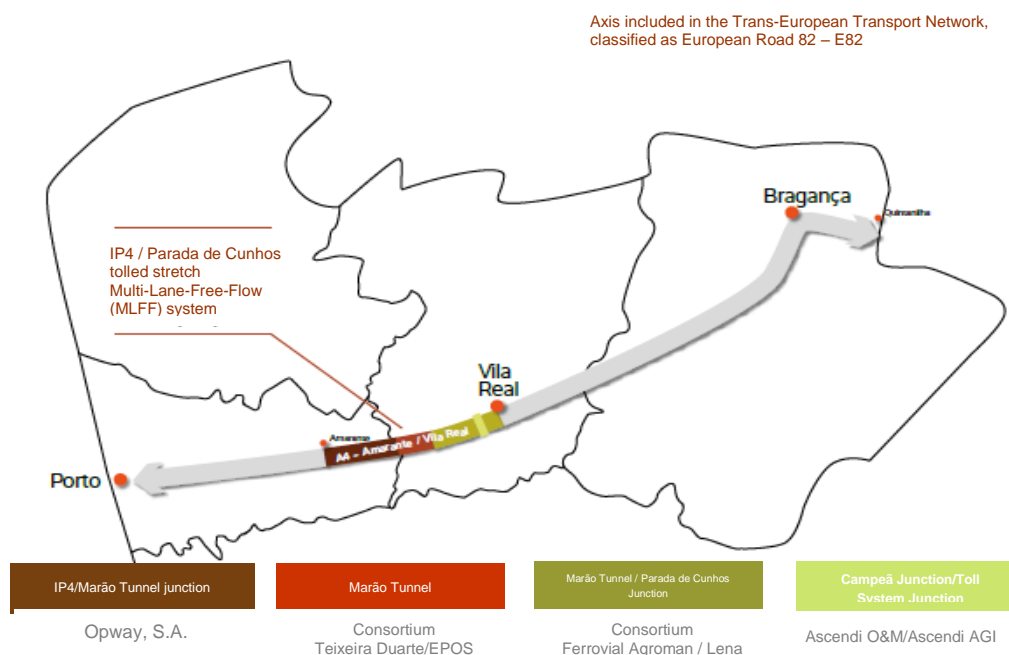 Axis included in the Trans-European Transport Network,
classified as European Road 82 – E82
Bragança
Quintanilha
IP4 / Parada de Cunhos
tolled stretch
Multi-Lane-Free-Flow
(MLFF) system
Vila
Real
Amarante
A4 – Amarante / Vila Real
Porto
IP4/Marão Tunnel junction
Marão Tunnel
Marão Tunnel / Parada de Cunhos
Junction
Campeã Junction/Toll
System Junction
Opway, S.A.
Consortium
Teixeira Duarte/EPOS
Consortium
Ferrovial Agroman / Lena
Ascendi O&M/Ascendi AGI